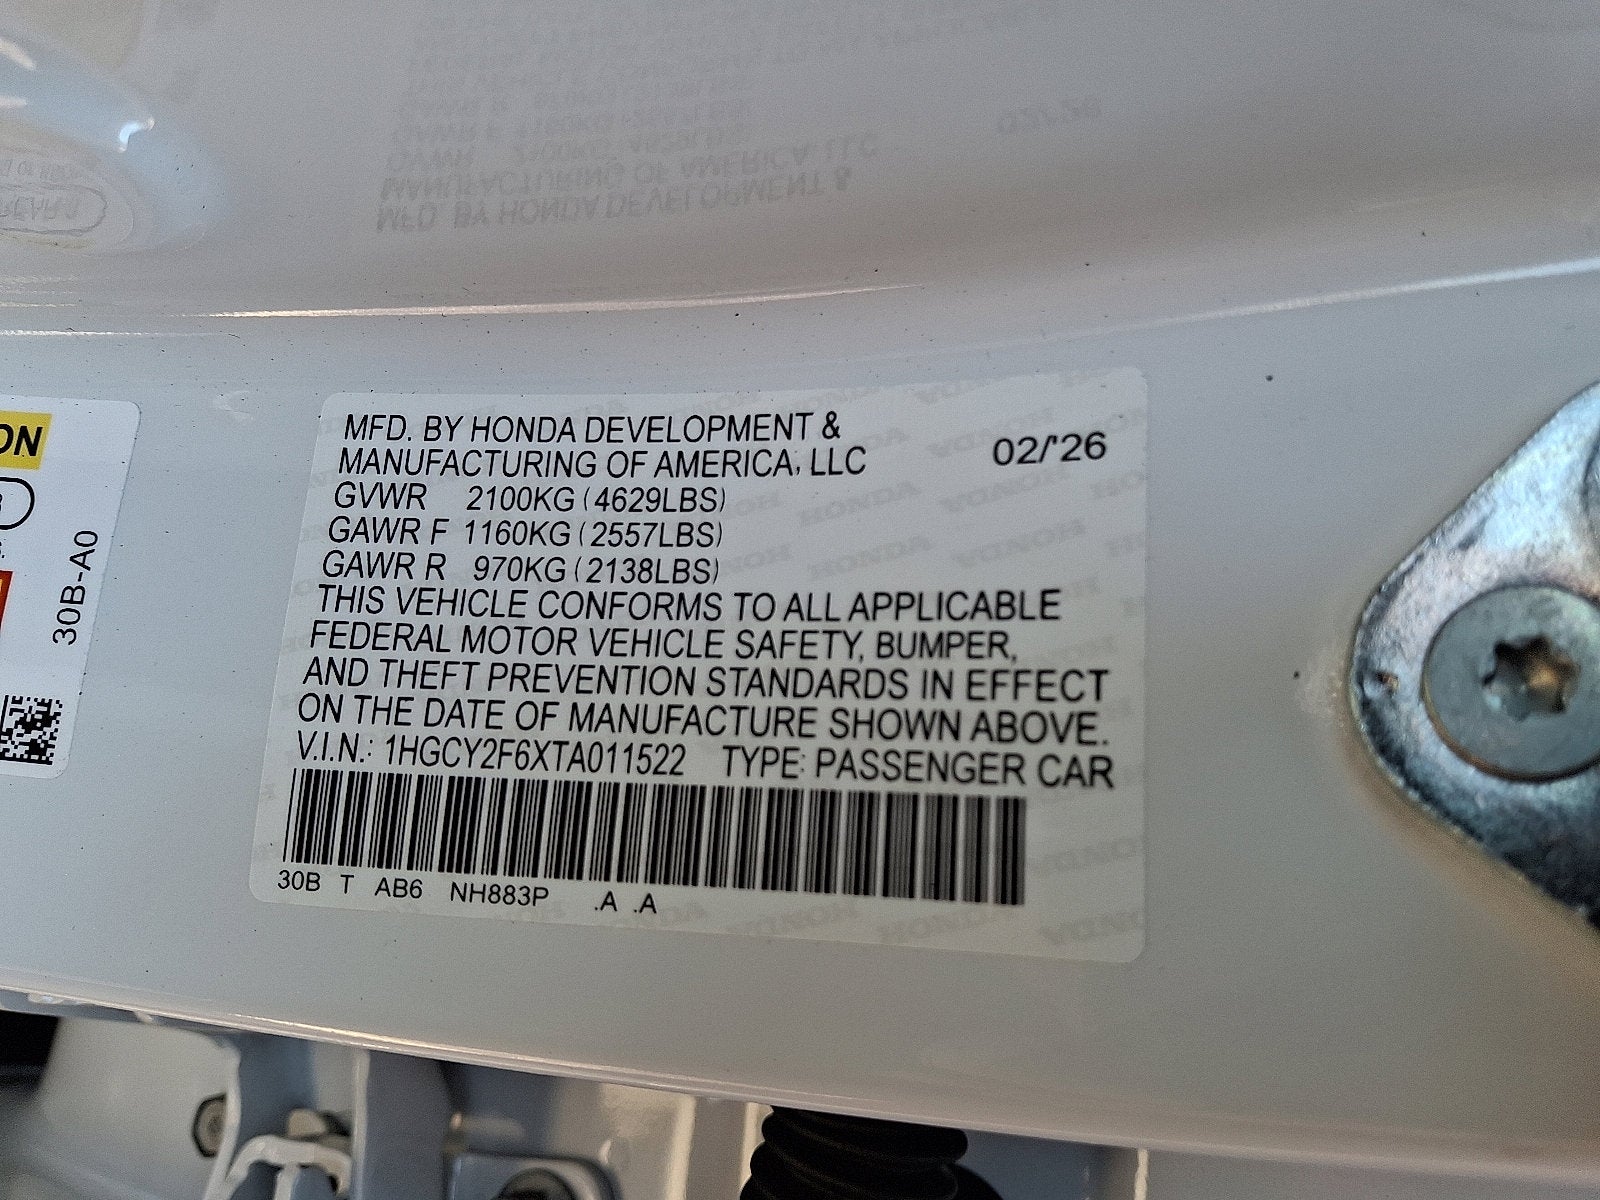 MFD. BY HONDA DEVELOPMENT &
MANUFACTURING OF AMERICA, LLC
02/'26
GVWR 2100KG (4629LBS)
GAWR F 1160KG (2557LBS)
GAWR R 970KG (2138LBS)
THIS VEHICLE CONFORMS TO ALL APPLICABLE
FEDERAL MOTOR VEHICLE SAFETY, BUMPER,
AND THEFT PREVENTION STANDARDS IN EFFECT
ON THE DATE OF MANUFACTURE SHOWN ABOVE.
V.I.N.: 1HGCY2F6XTA011522 TYPE: PASSENGER CAR
30B T AB6 NH883P .A .A
ON
30B-A0